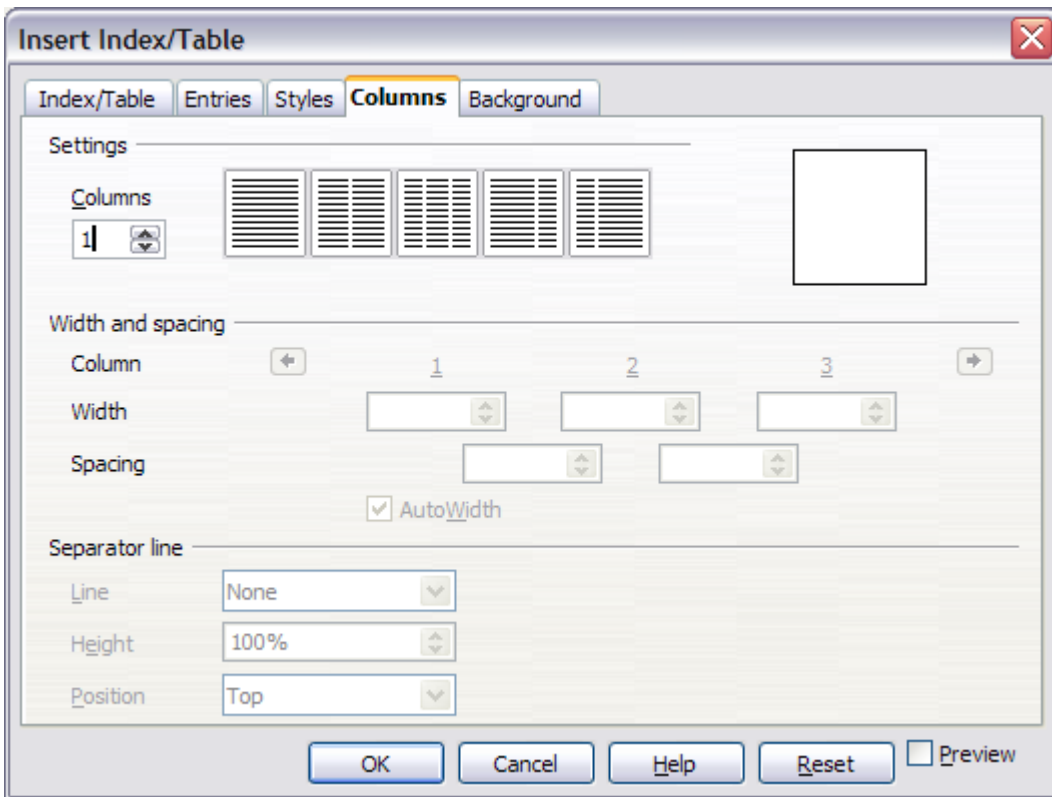 Insert Index/Table
Index/Table Entries Styles Columns Background
Settings
Columns
1
Width and spacing
Column 1 2 3
Width
Spacing
AutoWidth
Separator line
Line None
Height 100%
Position Top
OK Cancel Help Reset Preview